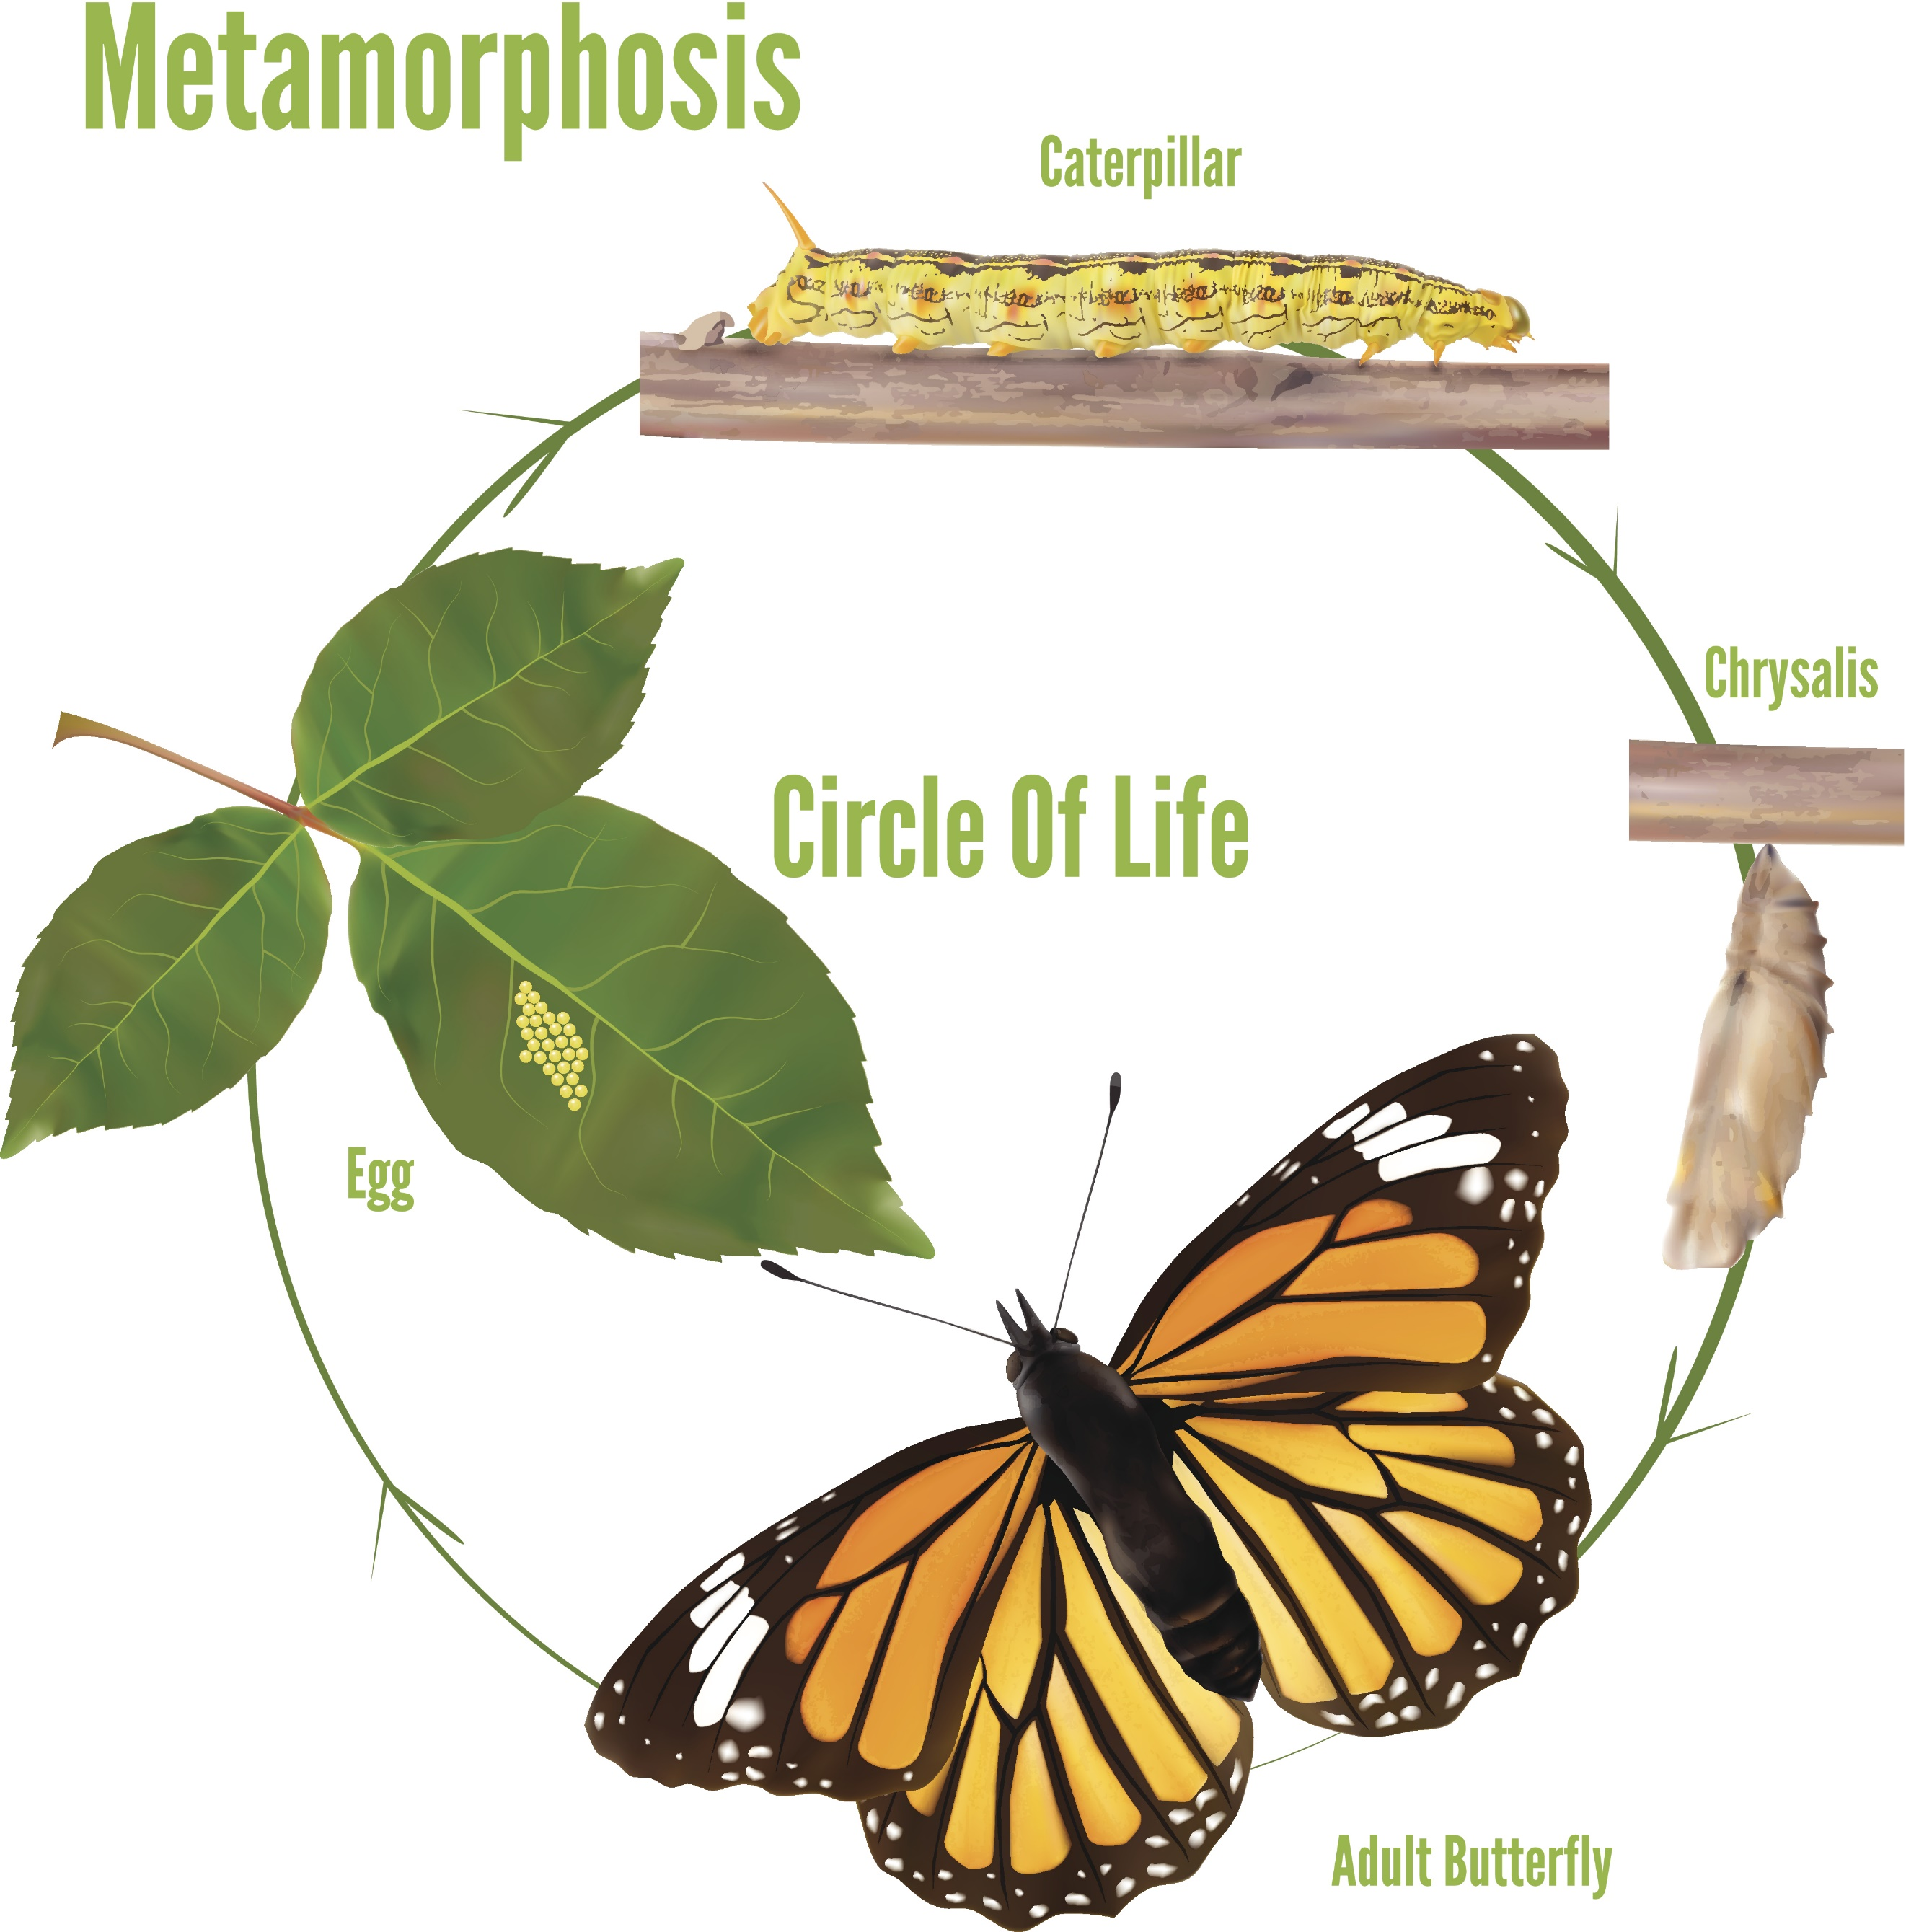 Metamorphosis
Caterpillar
Chrysalis
Circle Of Life
Egg
Adult Butterfly